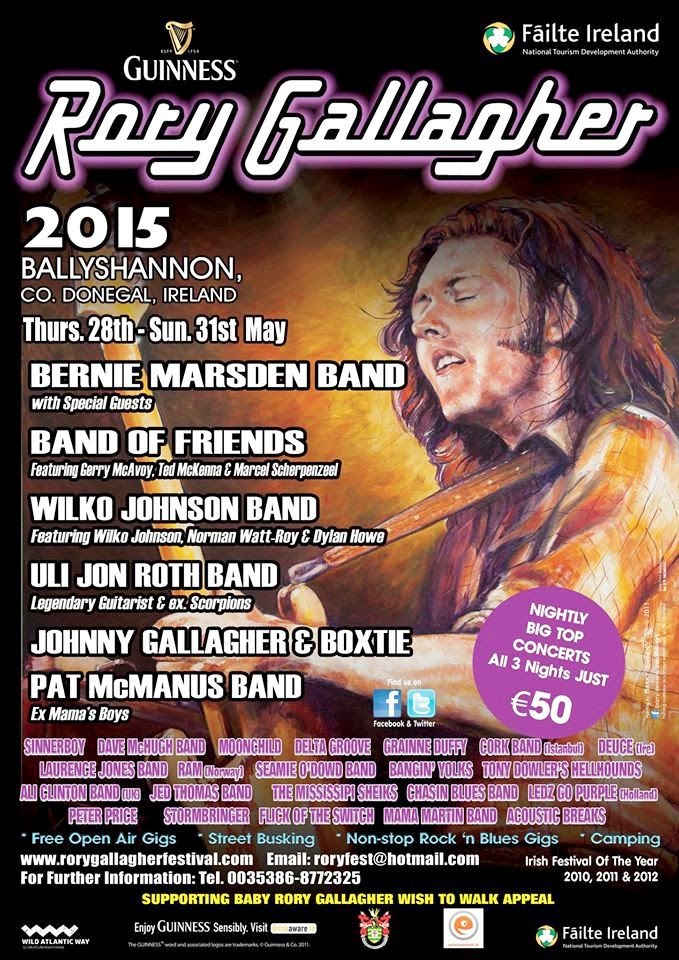 ESTD 1759
GUINNESS
Fáilte Ireland
National Tourism Development Authority
Rory Gallagher
2015
BALLYSHANNON,
CO. DONEGAL, IRELAND
Thurs. 28th - Sun. 31st May
BERNIE MARSDEN BAND
with Special Guests
BAND OF FRIENDS
Featuring Gerry McAvoy, Ted McKenna & Marcel Scherpenzeel
WILKO JOHNSON BAND
Featuring Wilko Johnson, Norman Watt-Roy & Dylan Howe
ULI JON ROTH BAND
Legendary Guitarist & ex. Scorpions
JOHNNY GALLAGHER & BOXTIE
PAT McMANUS BAND
Ex Mama's Boys
NIGHTLY
BIG TOP
CONCERTS
All 3 Nights JUST
€50
Find us on
Facebook & Twitter
SINNERBOY DAVE McHUGH BAND MOONCHILD DELTA GROOVE GRAINNE DUFFY CORK BAND (Istanbul) DEUCE (Ire)
LAURENCE JONES BAND RAM (Norway) SEAMIE O'DOWD BAND BANGIN' YOLKS TONY DOWLER'S HELLHOUNDS
ALI CLINTON BAND (UK) JED THOMAS BAND THE MISSISSIPI SHEIKS CHASIN BLUES BAND LEDZ GO PURPLE (Holland)
PETER PRICE STORMBRINGER FLICK OF THE SWITCH MAMA MARTIN BAND ACOUSTIC BREAKS
* Free Open Air Gigs * Street Busking * Non-stop Rock 'n Blues Gigs * Camping
www.rorygallagherfestival.com Email: roryfest@hotmail.com
For Further Information: Tel. 0035386-8772325
Irish Festival Of The Year
2010, 2011 & 2012
SUPPORTING BABY RORY GALLAGHER WISH TO WALK APPEAL
WILD ATLANTIC WAY
Enjoy GUINNESS Sensibly. Visit drinkaware.ie
The GUINNESS® word and associated logos are trademarks. © Guinness & Co. 2011.
Fáilte Ireland
National Tourism Development Authority